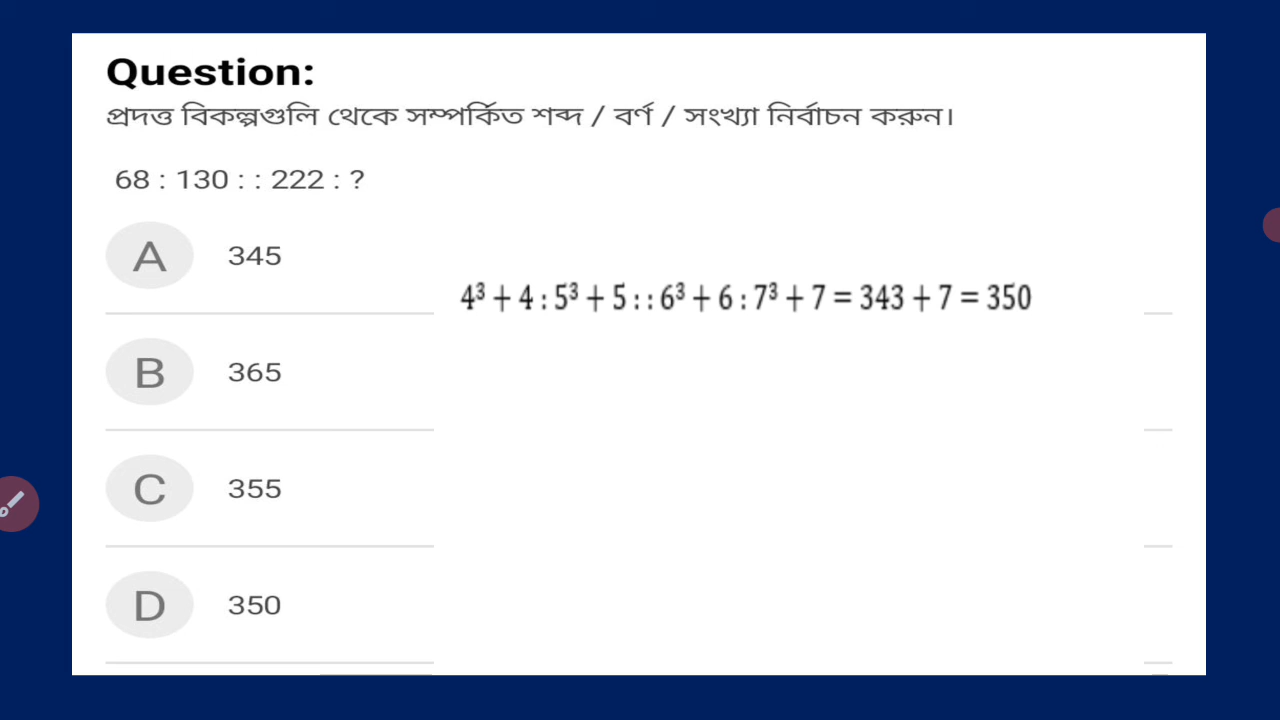 Question:
প্রদত্ত বিকল্পগুলি থেকে সম্পর্কিত শব্দ / বর্ণ / সংখ্যা নির্বাচন করুন।
68 : 130 : : 222 : ?
A 345
4³ + 4 : 5³ + 5 : : 6³ + 6 : 7³ + 7 = 343 + 7 = 350
B 365
C 355
D 350